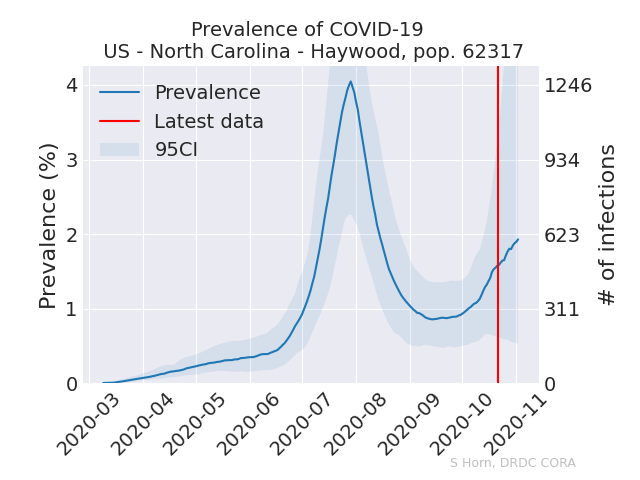 Prevalence of COVID-19
US - North Carolina - Haywood, pop. 62317
Prevalence
Latest data
95CI
Prevalence (%)
4
3
2
1
0
# of infections
1246
934
623
311
0
2020-03
2020-04
2020-05
2020-06
2020-07
2020-08
2020-09
2020-10
2020-11
S Horn, DRDC CORA